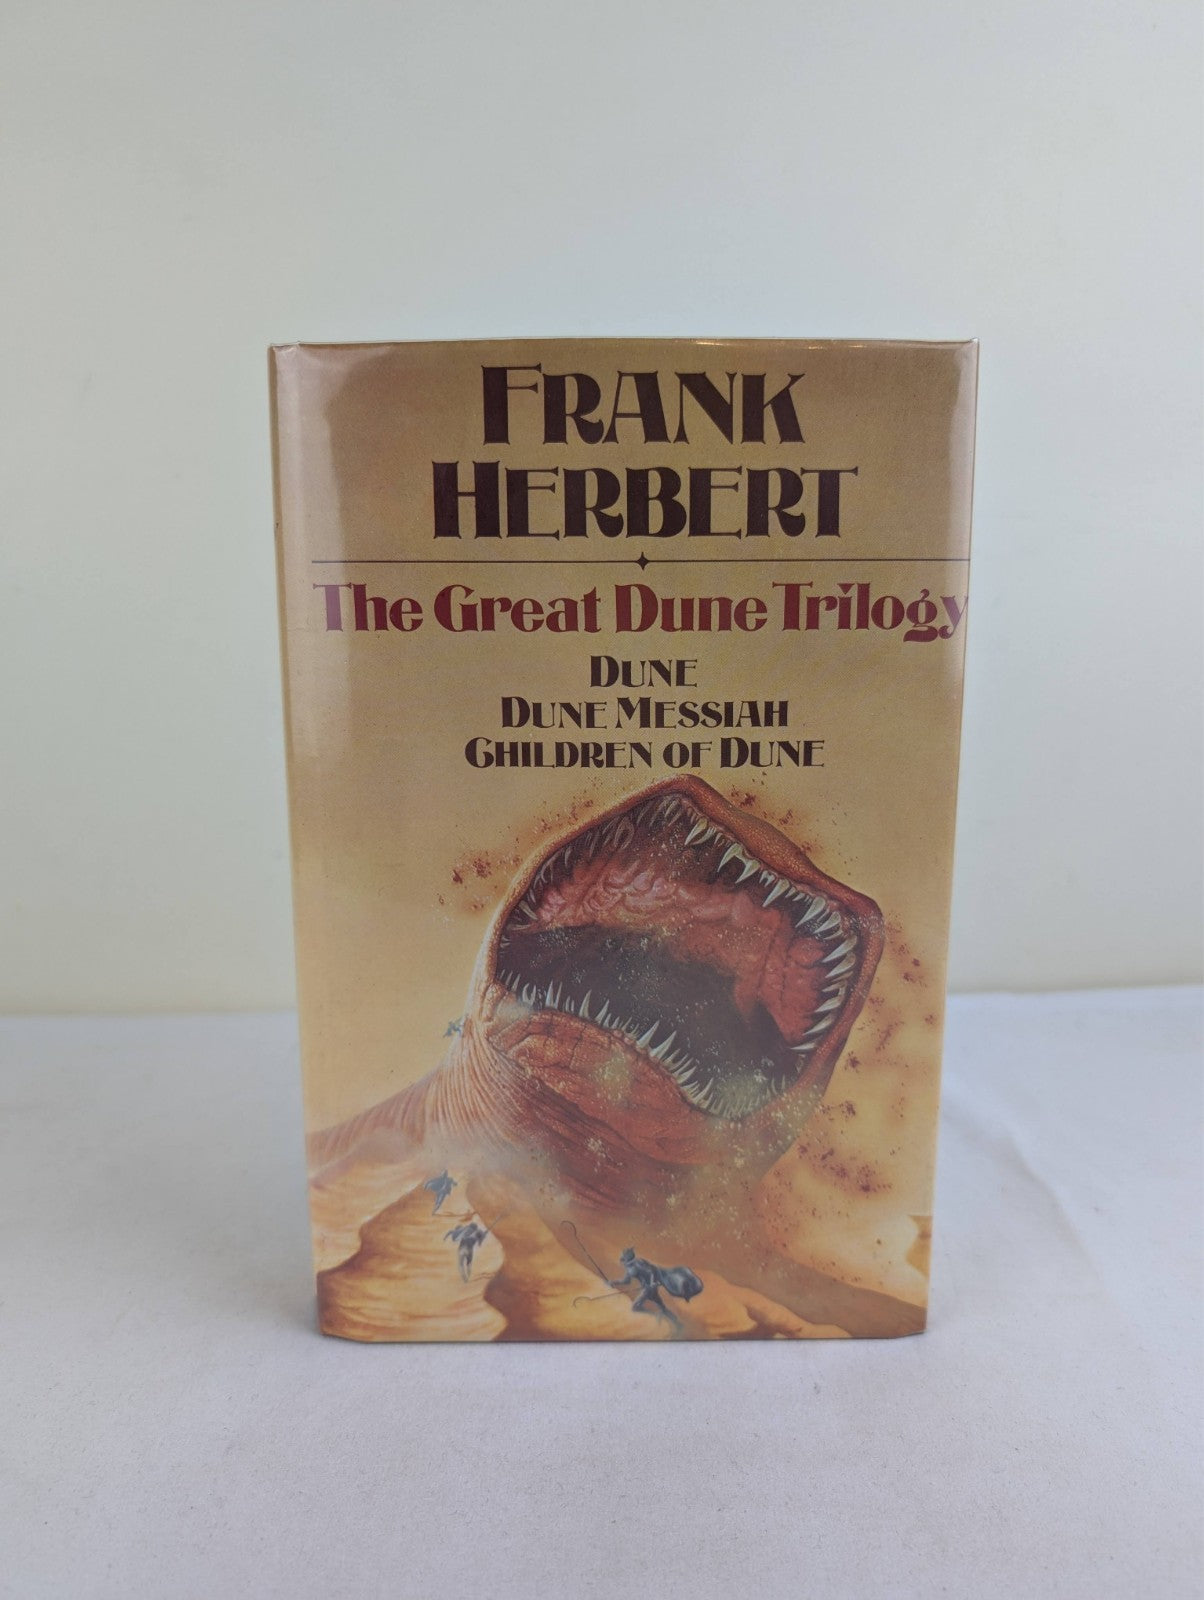 FRANK
HERBERT
The Great Dune Trilogy
DUNE
DUNE MESSIAH
CHILDREN OF DUNE